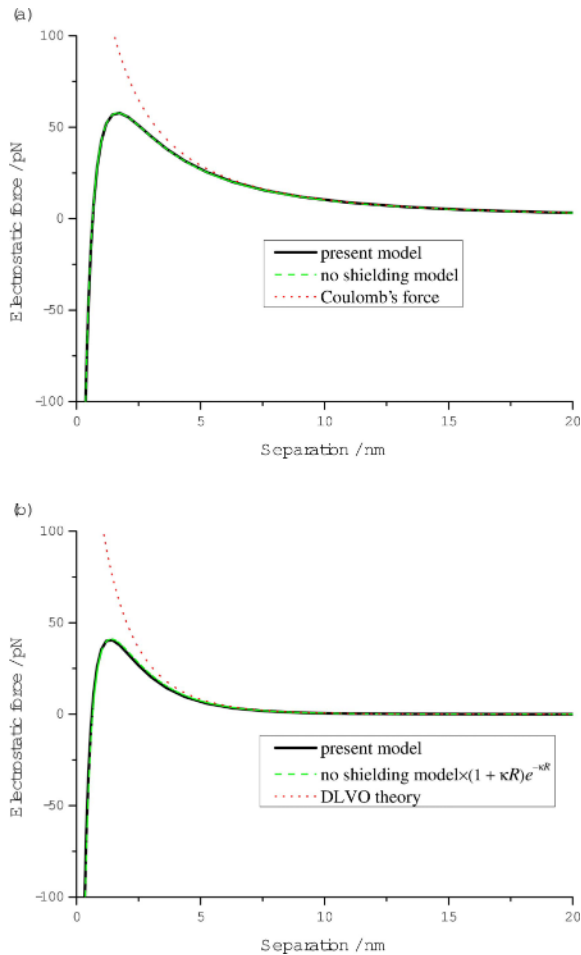 (a)
100
50
0
-50
-100
Electrostatic force /pN
present model
no shielding model
Coulomb's force
0
5
10
15
20
Separation /nm
(b)
100
50
0
-50
-100
Electrostatic force /pN
present model
no shielding model×(1 + κR)e^{-κR}
DLVO theory
0
5
10
15
20
Separation /nm